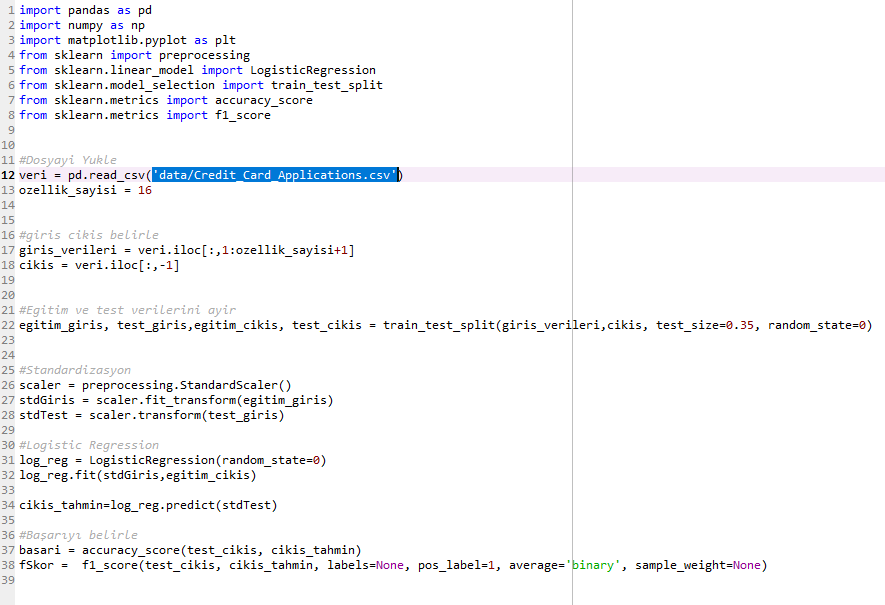 1 import pandas as pd
2 import numpy as np
3 import matplotlib.pyplot as plt
4 from sklearn import preprocessing
5 from sklearn.linear_model import LogisticRegression
6 from sklearn.model_selection import train_test_split
7 from sklearn.metrics import accuracy_score
8 from sklearn.metrics import f1_score
9
10
11 #Dosyayi Yukle
12 veri = pd.read_csv('data/Credit_Card_Applications.csv')
13 ozellik_sayisi = 16
14
15
16 #giris cikis belirle
17 giris_verileri = veri.iloc[:,1:ozellik_sayisi+1]
18 cikis = veri.iloc[:,-1]
19
20
21 #Egitim ve test verilerini ayir
22 egitim_giris, test_giris,egitim_cikis, test_cikis = train_test_split(giris_verileri,cikis, test_size=0.35, random_state=0)
23
24
25 #Standardizasyon
26 scaler = preprocessing.StandardScaler()
27 stdGiris = scaler.fit_transform(egitim_giris)
28 stdTest = scaler.transform(test_giris)
29
30 #Logistic Regression
31 log_reg = LogisticRegression(random_state=0)
32 log_reg.fit(stdGiris,egitim_cikis)
33
34 cikis_tahmin=log_reg.predict(stdTest)
35
36 #Başarıyı belirle
37 basari = accuracy_score(test_cikis, cikis_tahmin)
38 fSkor =  f1_score(test_cikis, cikis_tahmin, labels=None, pos_label=1, average='binary', sample_weight=None)
39